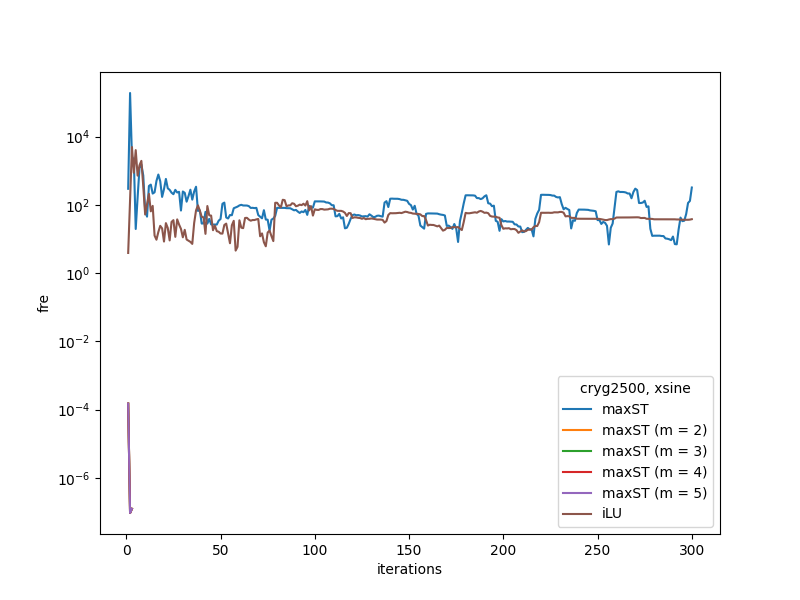 fre
10^4
10^2
10^0
10^−2
10^−4
10^−6
0 50 100 150 200 250 300
iterations
cryg2500, xsine
maxST
maxST (m = 2)
maxST (m = 3)
maxST (m = 4)
maxST (m = 5)
iLU